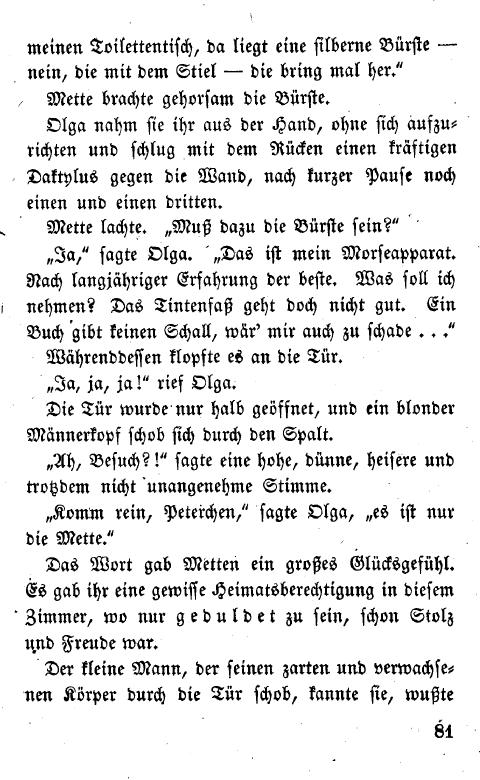 meinen Toilettentisch, da liegt eine silberne Bürste —
nein, die mit dem Stiel — die bring mal her.“
Mette brachte gehorsam die Bürste.
Olga nahm sie ihr aus der Hand, ohne sich aufzu-
richten und schlug mit dem Rücken einen kräftigen
Daktylus gegen die Wand, nach kurzer Pause noch
einen und einen dritten.
Mette lachte. „Muß dazu die Bürste sein?“
„Ja,“ sagte Olga. „Das ist mein Morseapparat.
Nach langjähriger Erfahrung der beste. Was soll ich
nehmen? Das Tintenfaß geht doch nicht gut. Ein
Buch gibt keinen Schall, wär’ mir auch zu schade . . .“
Währenddessen klopfte es an die Tür.
„Ja, ja, ja!“ rief Olga.
Die Tür wurde nur halb geöffnet, und ein blonder
Männerkopf schob sich durch den Spalt.
„Ah, Besuch?!“ sagte eine hohe, dünne, heisere und
trotzdem nicht unangenehme Stimme.
„Komm rein, Peterchen,“ sagte Olga, „es ist nur
die Mette.“
Das Wort gab Metten ein großes Glücksgefühl.
Es gab ihr eine gewisse Heimatsberechtigung in diesem
Zimmer, wo nur geduldet zu sein, schon Stolz
und Freude war.
Der kleine Mann, der seinen zarten und verwachse-
nen Körper durch die Tür schob, kannte sie, wußte
81